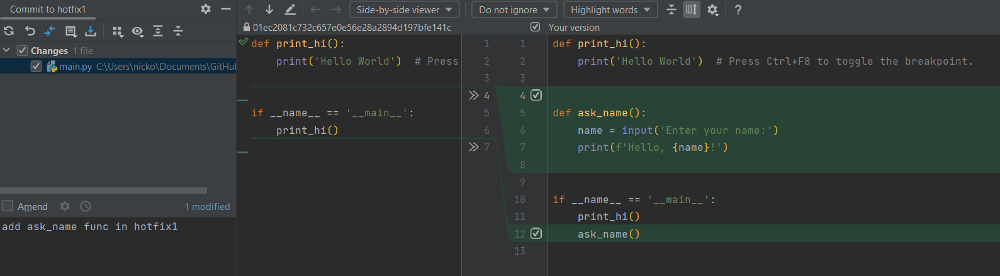 Commit to hotfix1
Side-by-side viewer
Do not ignore
Highlight words
?
01ec2081c732c657e0e56e28a2894d197bfe141c
Your version
Changes 1 file
main.py C:\Users\nicko\Documents\GitHub
Amend
1 modified
add ask_name func in hotfix1
def print_hi():
print('Hello World')  # Press
if __name__ == '__main__':
print_hi()
1
2
3
4
5
6
7
1 def print_hi():
2 print('Hello World')  # Press Ctrl+F8 to toggle the breakpoint.
3
4
5 def ask_name():
6 name = input('Enter your name:')
7 print(f'Hello, {name}!')
8
9
10 if __name__ == '__main__':
11 print_hi()
12 ask_name()
13